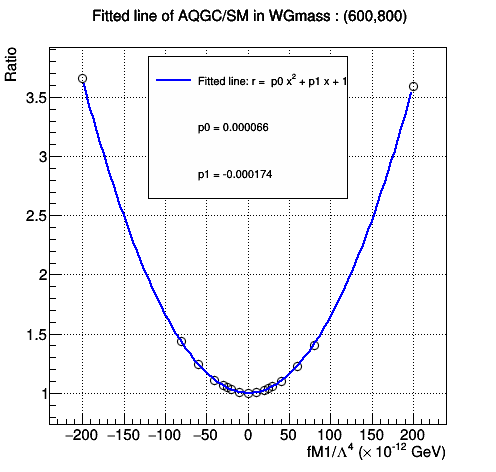 Fitted line of AQGC/SM in WGmass : (600,800)
Ratio
Fitted line: r = p0 x² + p1 x + 1
p0 = 0.000066
p1 = -0.000174
3.5
3
2.5
2
1.5
1
−200 −150 −100 −50 0 50 100 150 200
fM1/Λ⁴ (× 10⁻¹² GeV)